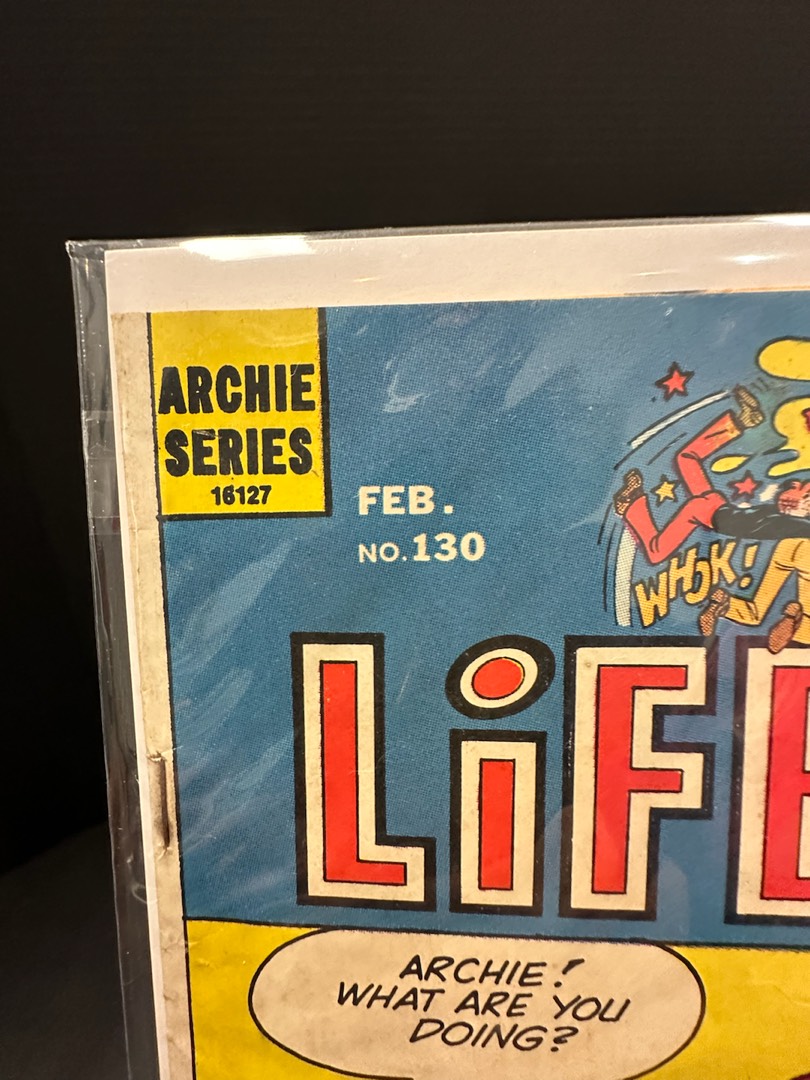 ARCHIE
SERIES
16127
FEB.
NO.130
WHOK!
LiFE
ARCHIE!
WHAT ARE YOU
DOING?